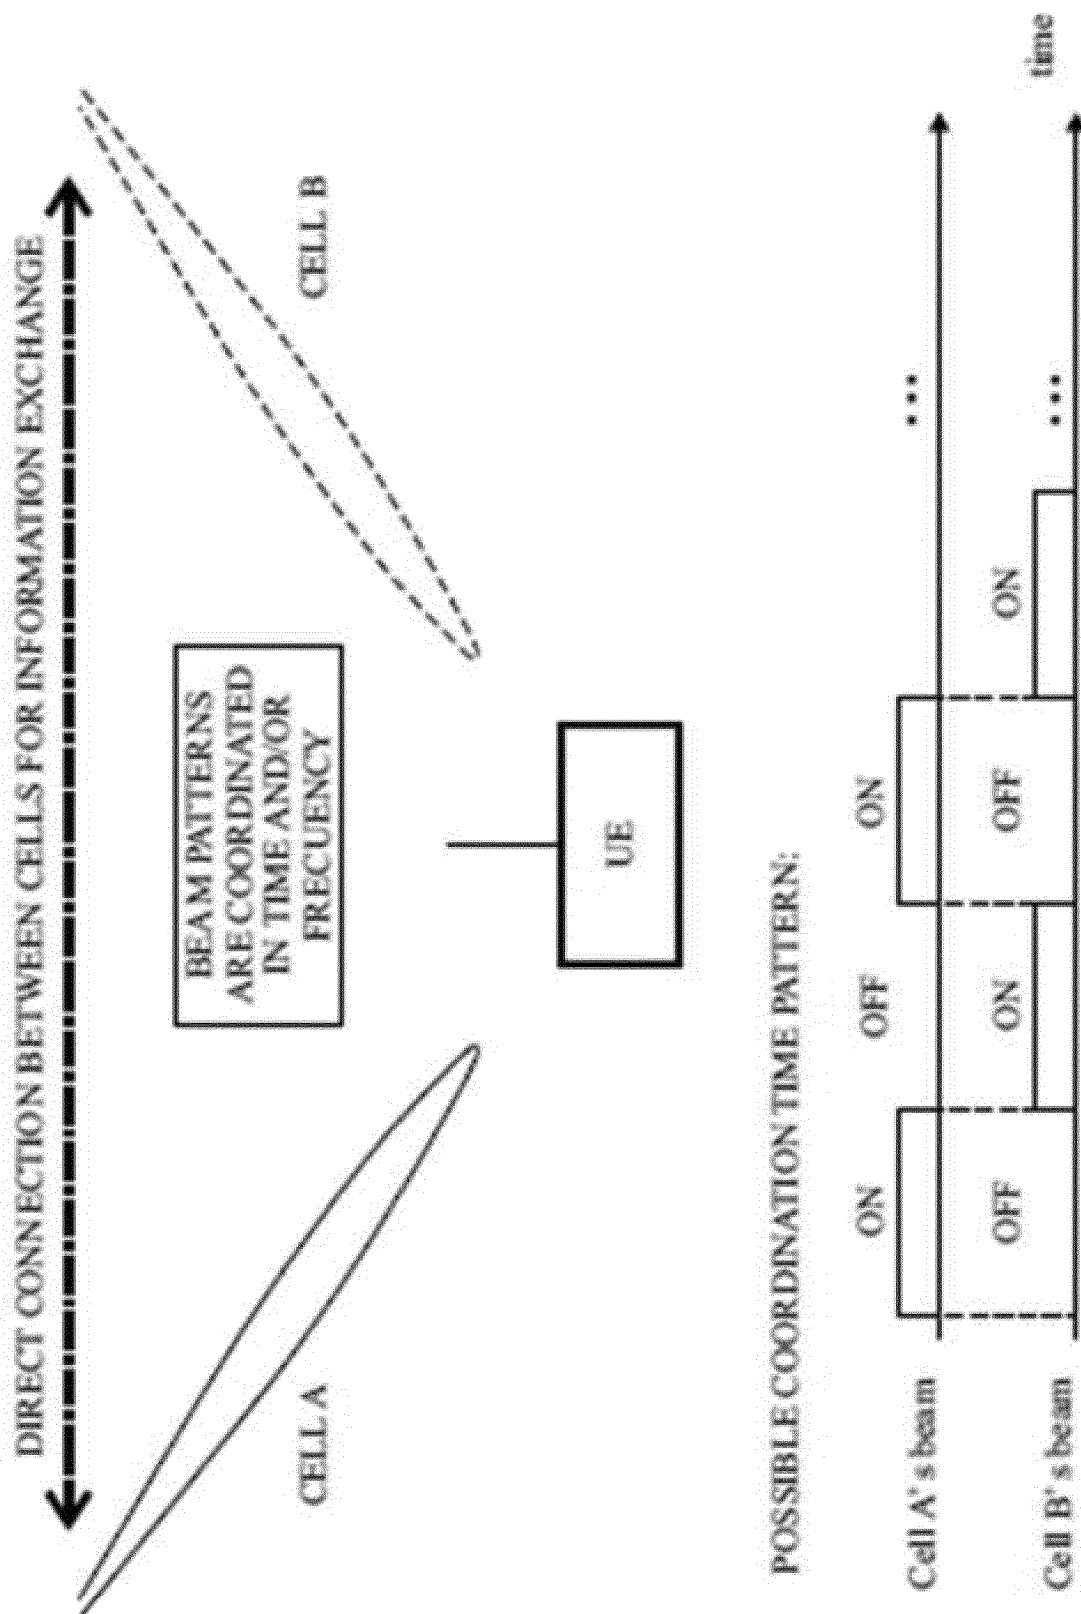 DIRECT CONNECTION BETWEEN CELLS FOR INFORMATION EXCHANGE
BEAM PATTERNS
ARE COORDINATED
IN TIME AND/OR
FRECUENCY
CELL A
CELL B
UE
POSSIBLE COORDINATION TIME PATTERN:
ON
OFF
ON
...
Cell A' s beam
OFF
ON
OFF
ON
...
time
Cell B' s beam